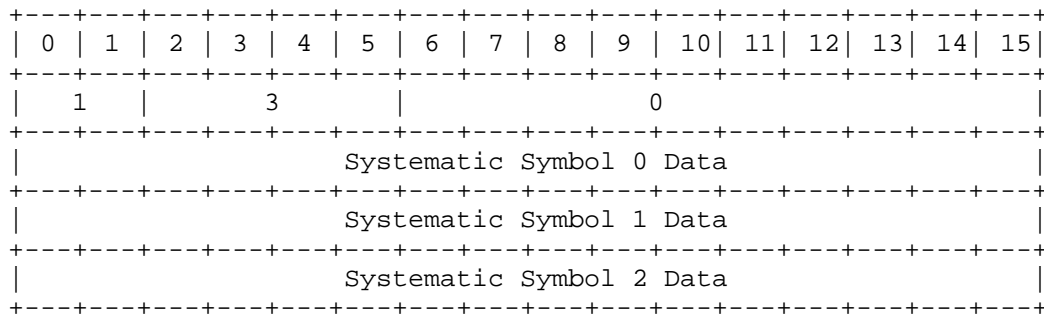 +---+---+---+---+---+---+---+---+---+---+---+---+---+---+---+---+
| 0 | 1 | 2 | 3 | 4 | 5 | 6 | 7 | 8 | 9 | 10| 11| 12| 13| 14| 15|
+---+---+---+---+---+---+---+---+---+---+---+---+---+---+---+---+
|   1   |       3       |                   0                   |
+---+---+---+---+---+---+---+---+---+---+---+---+---+---+---+---+
|                    Systematic Symbol 0 Data                   |
+---+---+---+---+---+---+---+---+---+---+---+---+---+---+---+---+
|                    Systematic Symbol 1 Data                   |
+---+---+---+---+---+---+---+---+---+---+---+---+---+---+---+---+
|                    Systematic Symbol 2 Data                   |
+---+---+---+---+---+---+---+---+---+---+---+---+---+---+---+---+